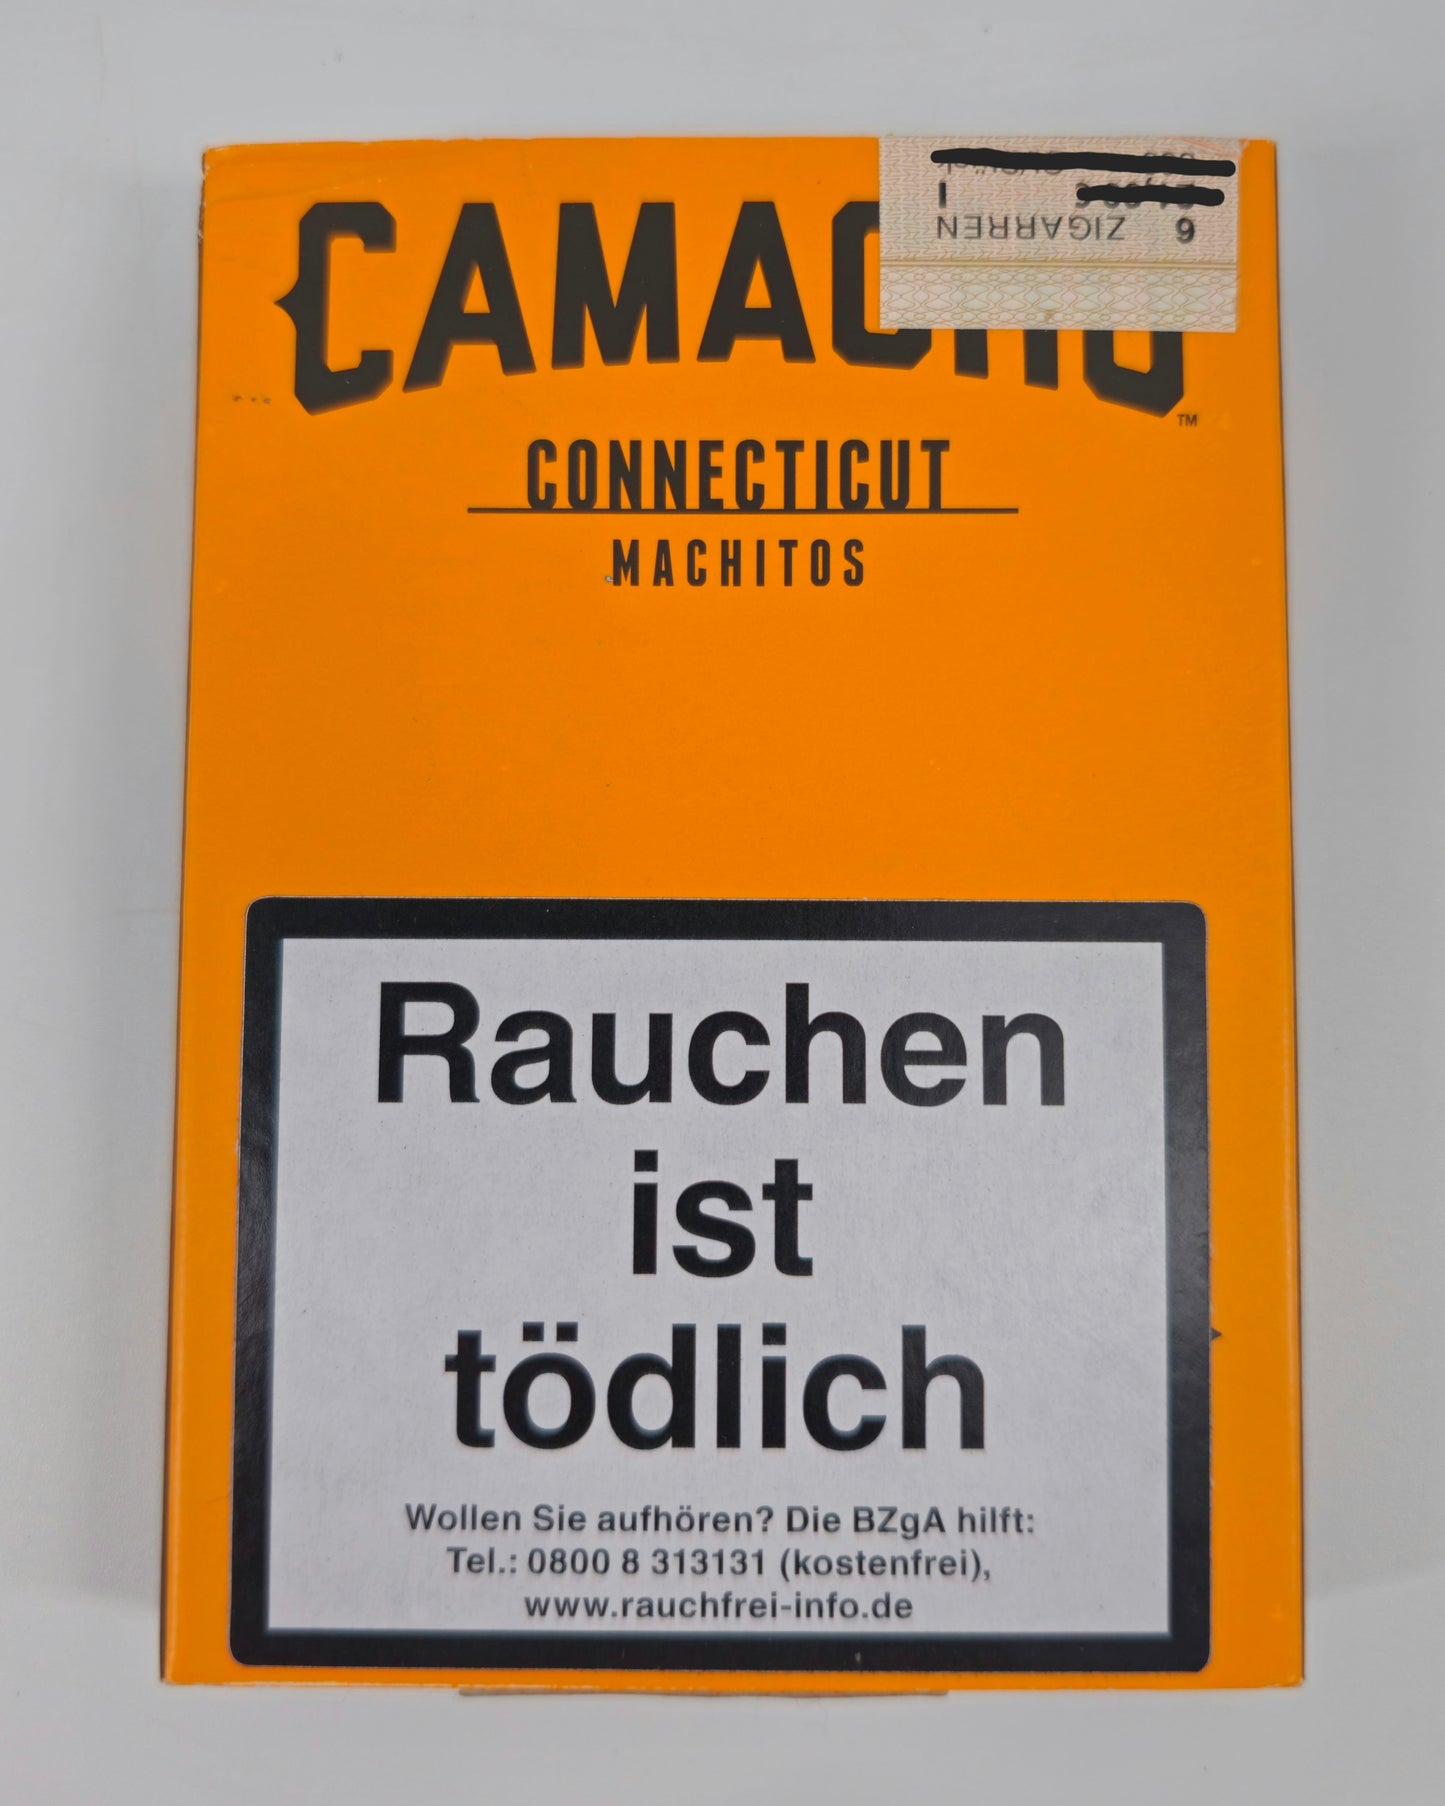 CAMACHO
™
6 ZIGARREN
CONNECTICUT
MACHITOS
Rauchen
ist
tödlich
Wollen Sie aufhören? Die BZgA hilft:
Tel.: 0800 8 313131 (kostenfrei),
www.rauchfrei-info.de